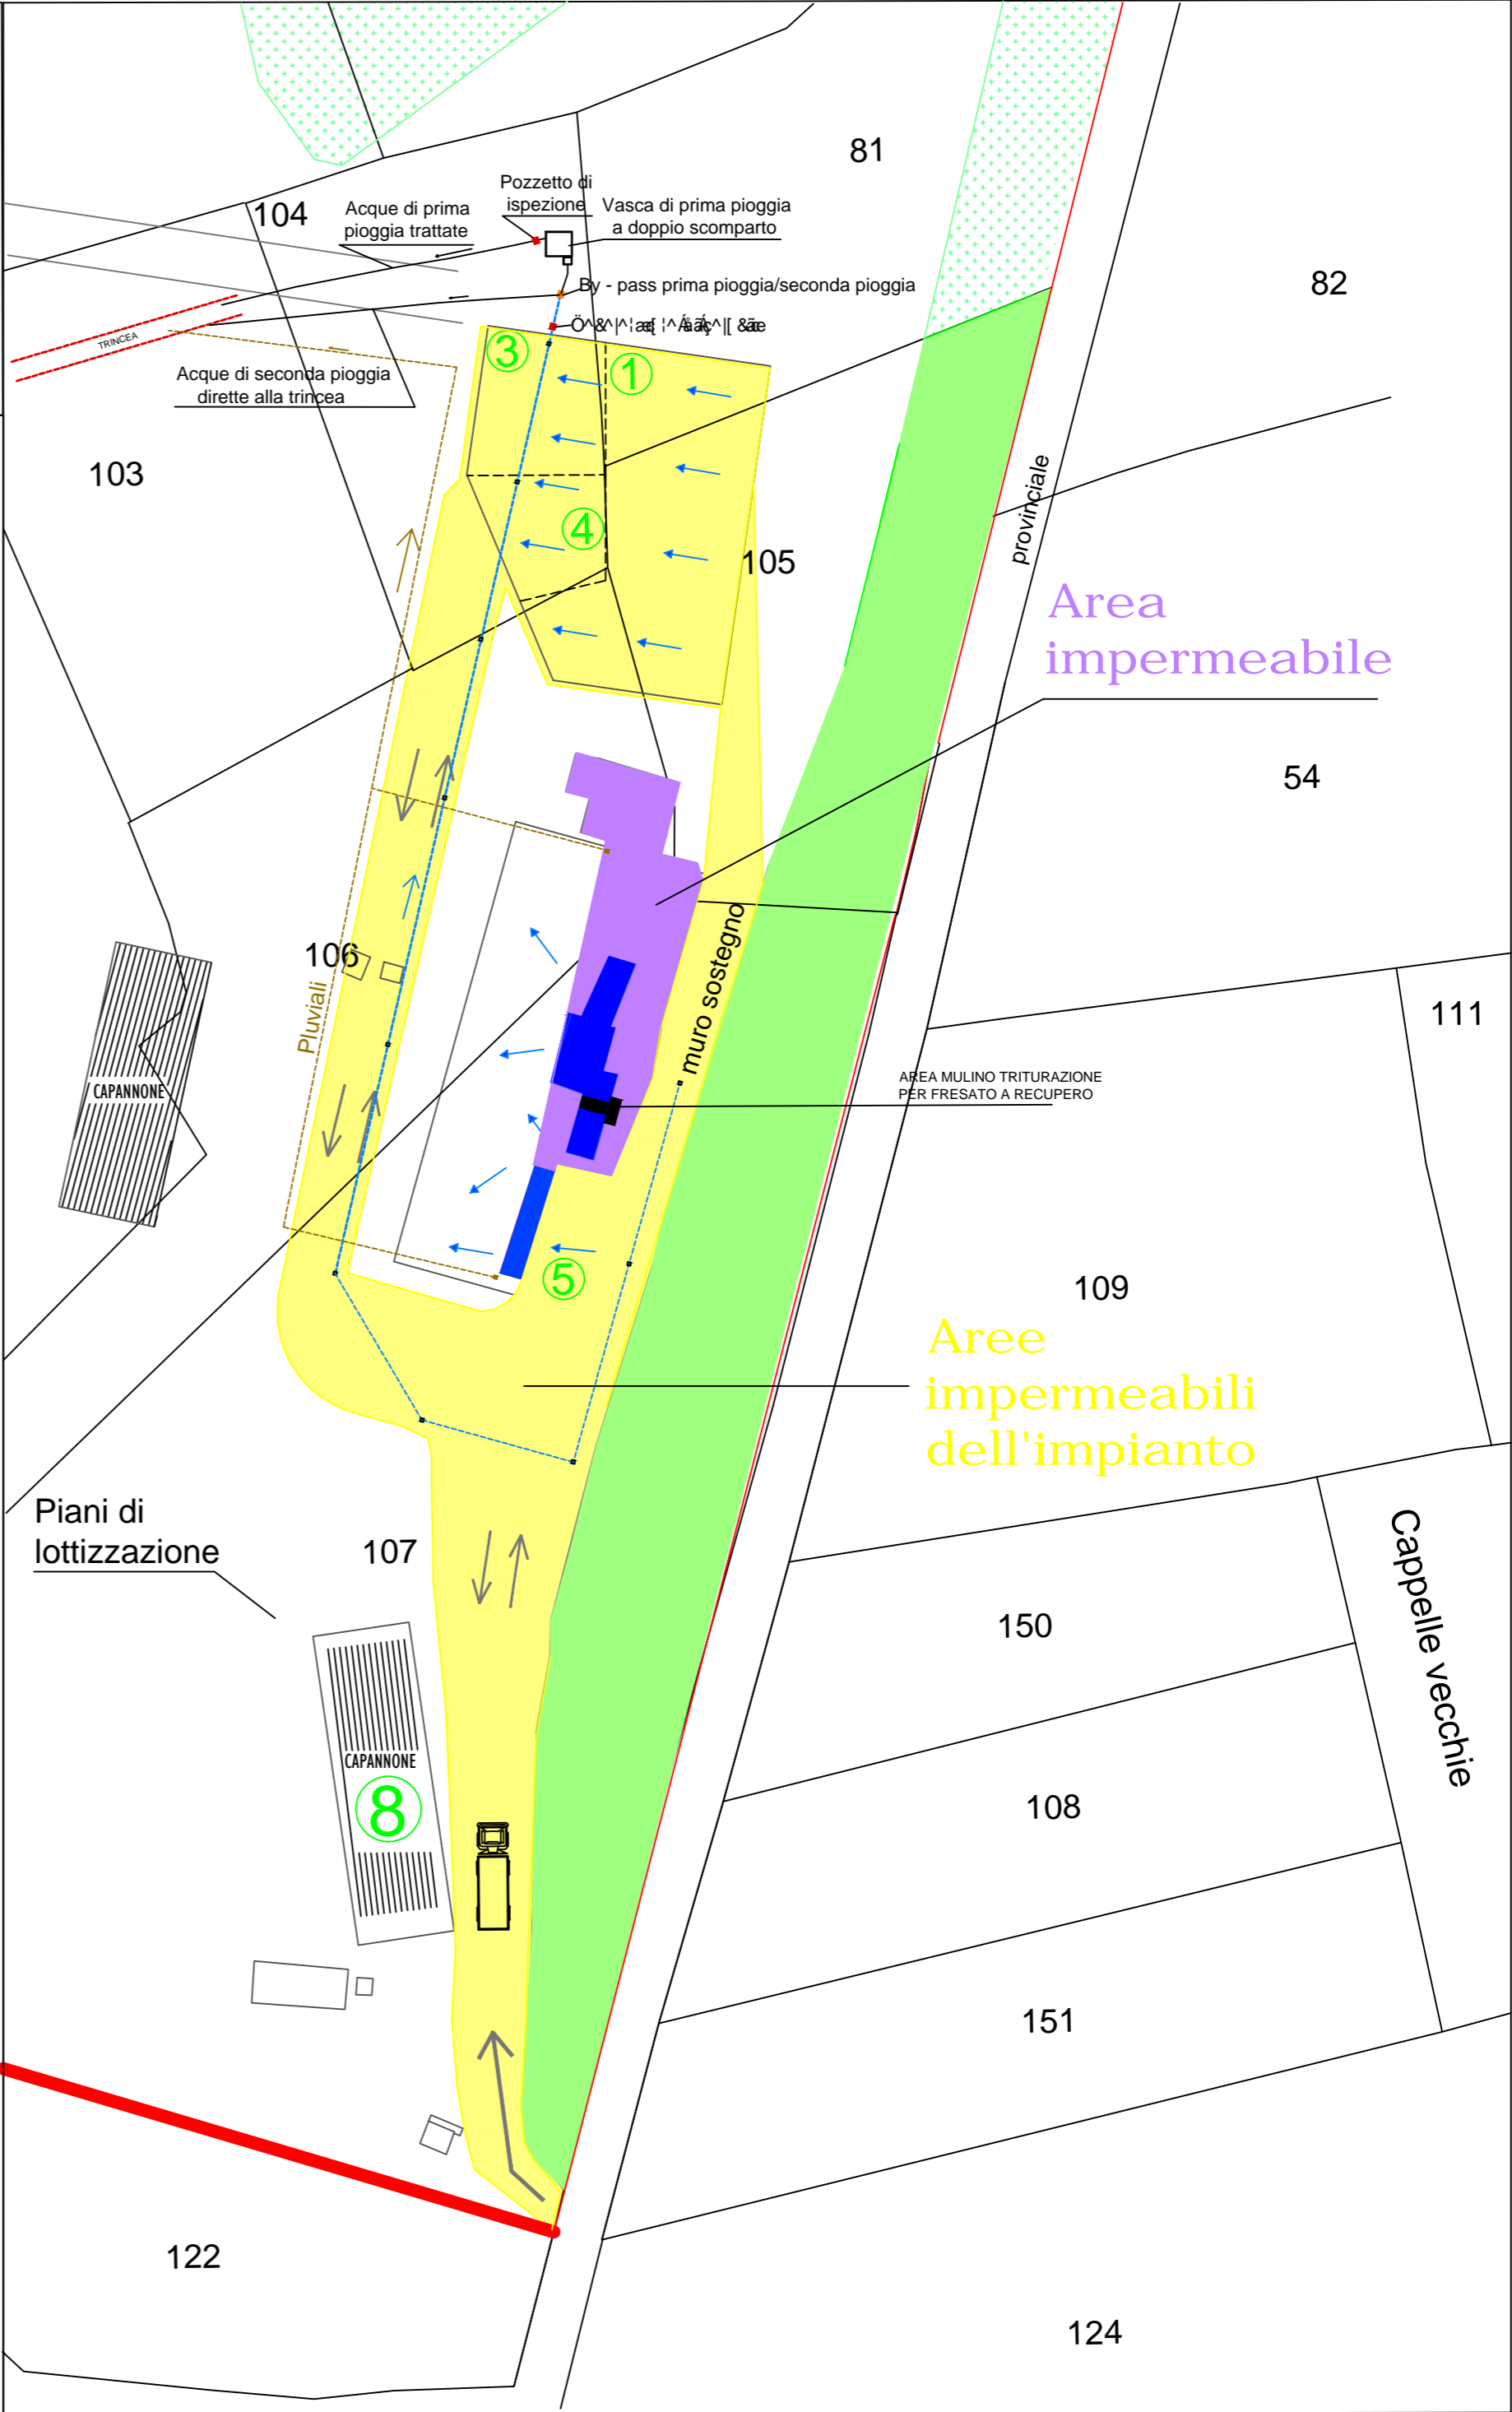 81
104
Pozzetto di
ispezione
Acque di prima
pioggia trattate
Vasca di prima pioggia
a doppio scomparto
By - pass prima pioggia/seconda pioggia
82
TRINCEA
3
1
Acque di seconda pioggia
dirette alla trincea
103
4
105
provinciale
Area
impermeabile
54
106
Pluviali
muro sostegno
111
CAPANNONE
AREA MULINO TRITURAZIONE
PER FRESATO A RECUPERO
5
109
Aree
impermeabili
dell'impianto
Piani di
lottizzazione
107
Cappelle vecchie
150
CAPANNONE
8
108
151
122
124